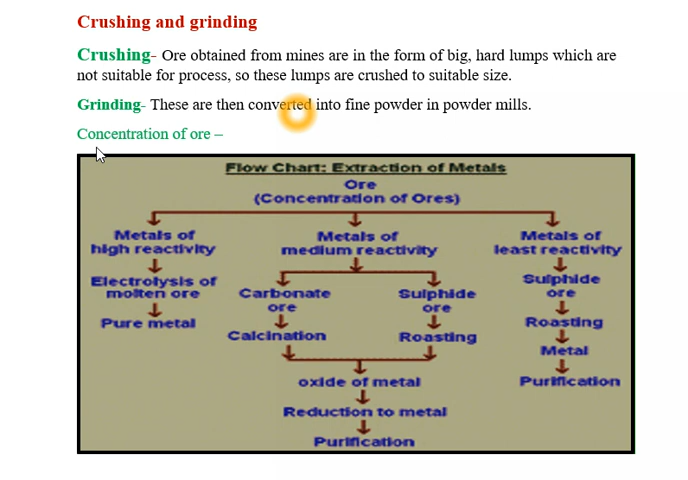 Crushing and grinding
Crushing- Ore obtained from mines are in the form of big, hard lumps which are
not suitable for process, so these lumps are crushed to suitable size.
Grinding- These are then converted into fine powder in powder mills.
Concentration of ore –
Flow Chart: Extraction of Metals
Ore
(Concentration of Ores)
Metals of
high reactivity
Electrolysis of
molten ore
Pure metal
Metals of
medium reactivity
Carbonate
ore
Calcination
Sulphide
ore
Roasting
oxide of metal
Reduction to metal
Purification
Metals of
least reactivity
Sulphide
ore
Roasting
Metal
Purification